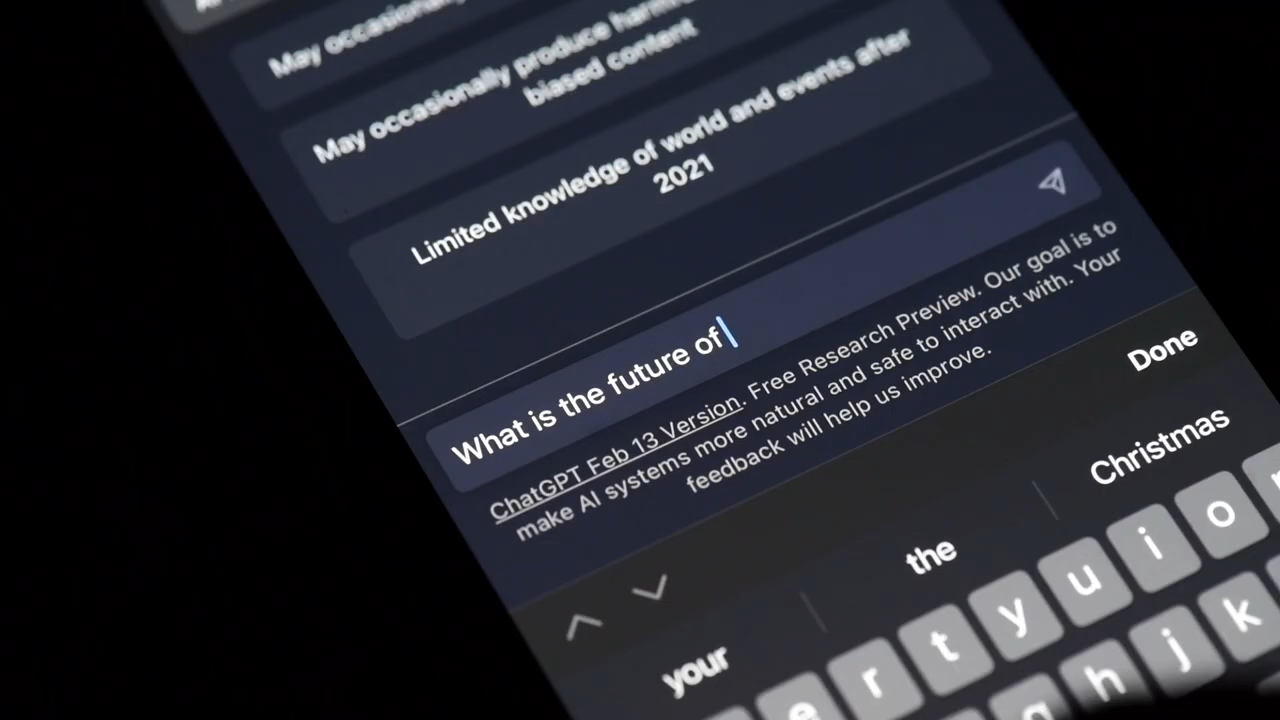 May occasionally
May occasionally produce harmful
biased content
Limited knowledge of world and events after
2021
What is the future of
ChatGPT Feb 13 Version. Free Research Preview. Our goal is to
make AI systems more natural and safe to interact with. Your
feedback will help us improve.
Done
your the Christmas
e r t y u i o
g h j k